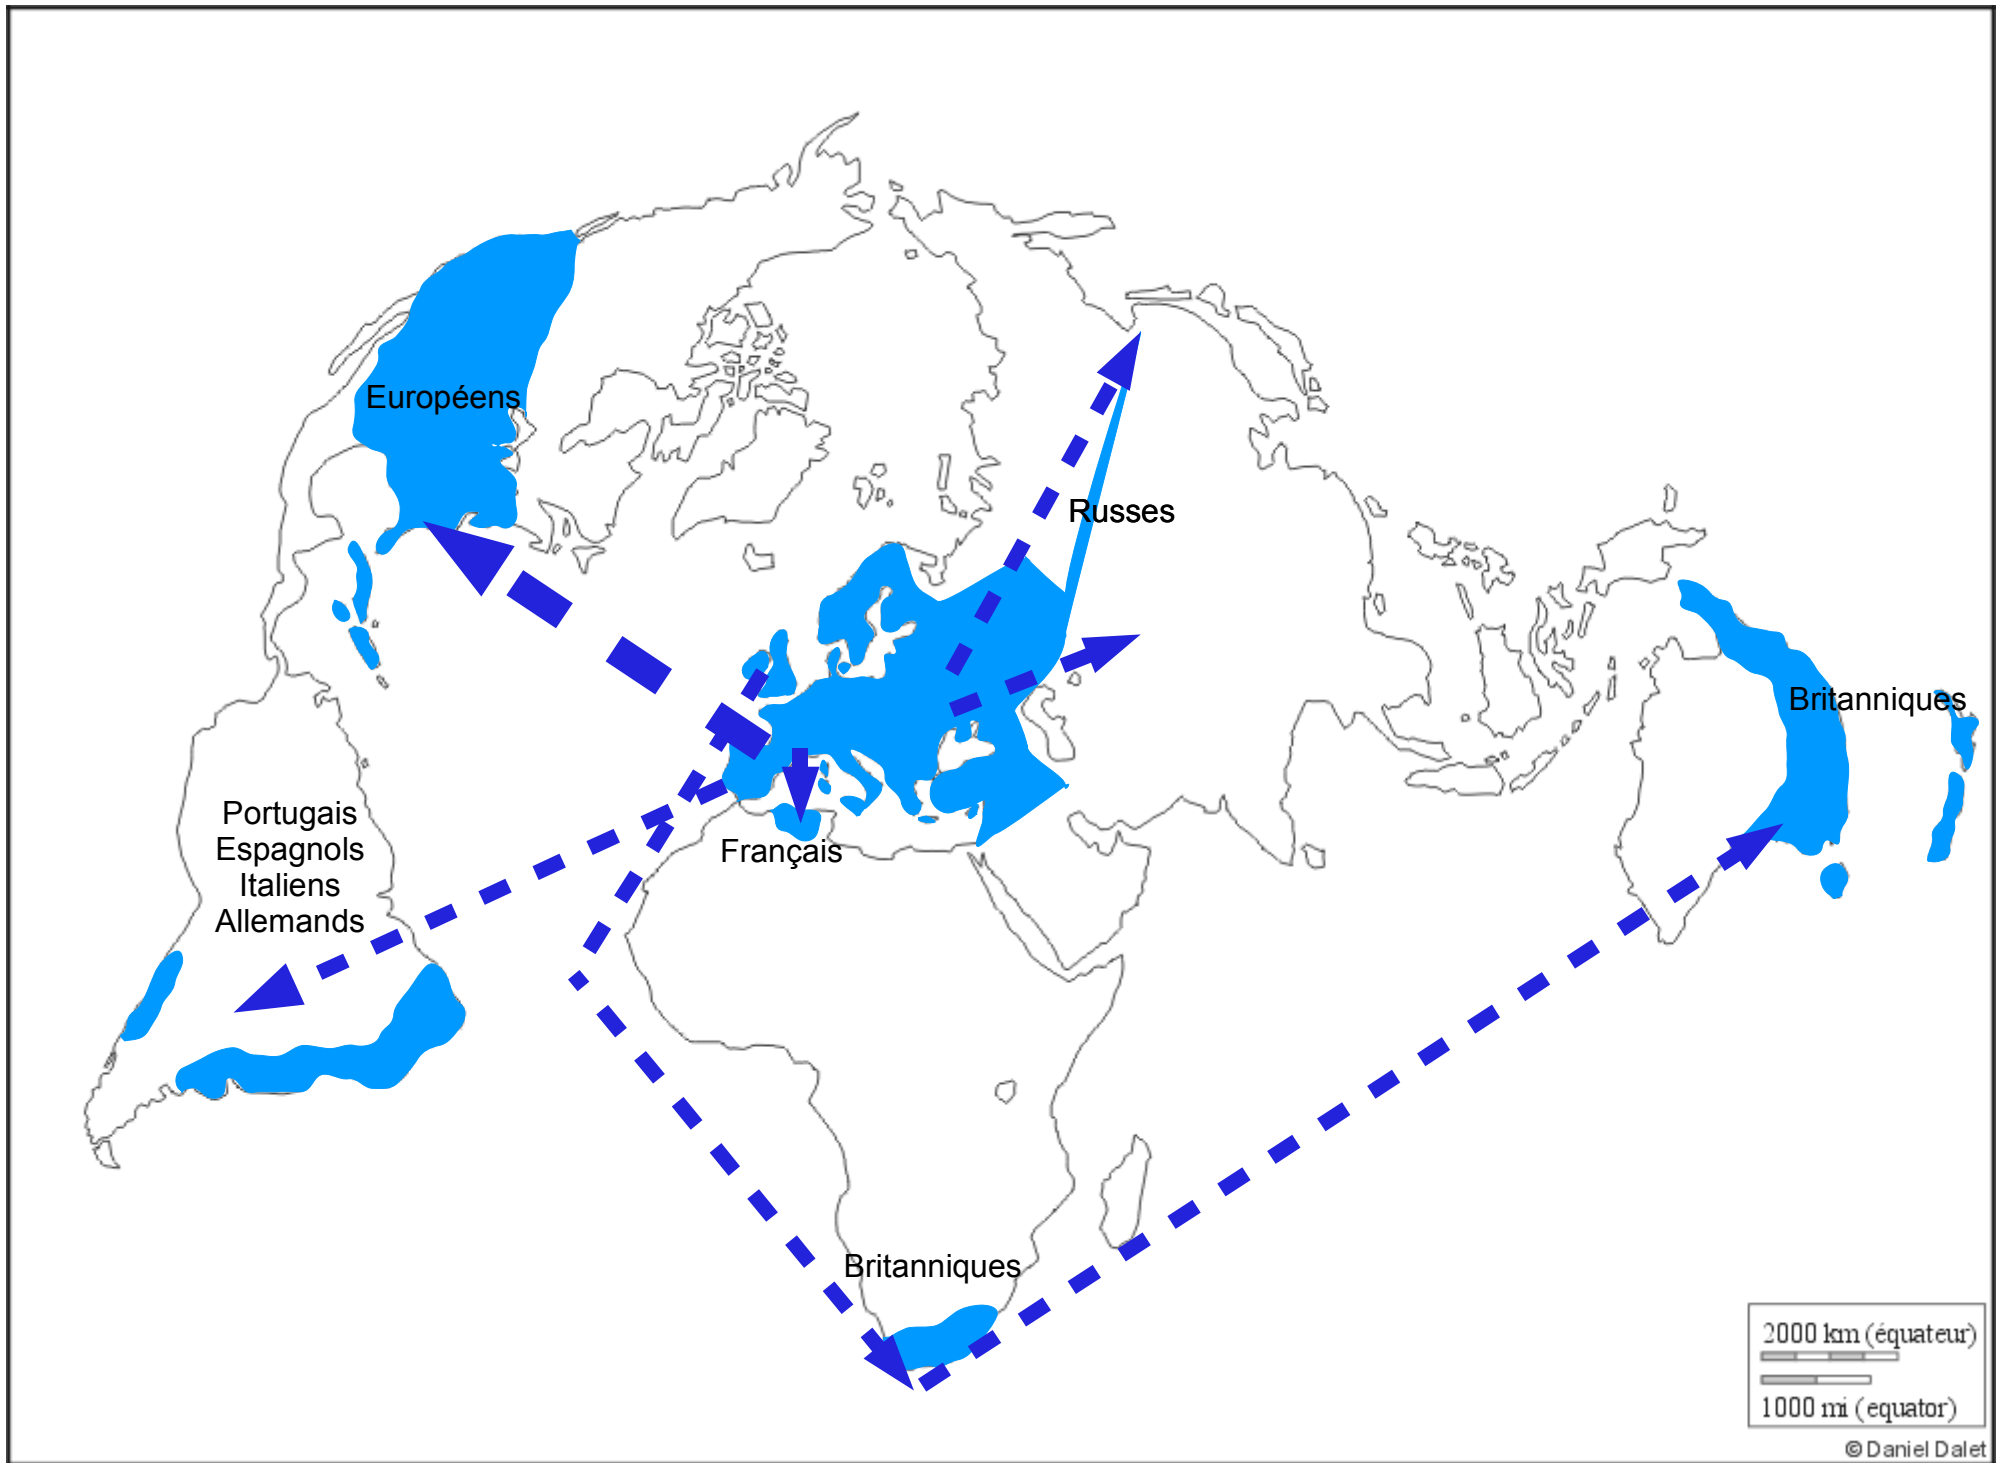 Européens
Russes
Britanniques
Portugais
Espagnols
Italiens
Allemands
Français
Britanniques
2000 km (équateur)
1000 mi (equator)
© Daniel Dalet